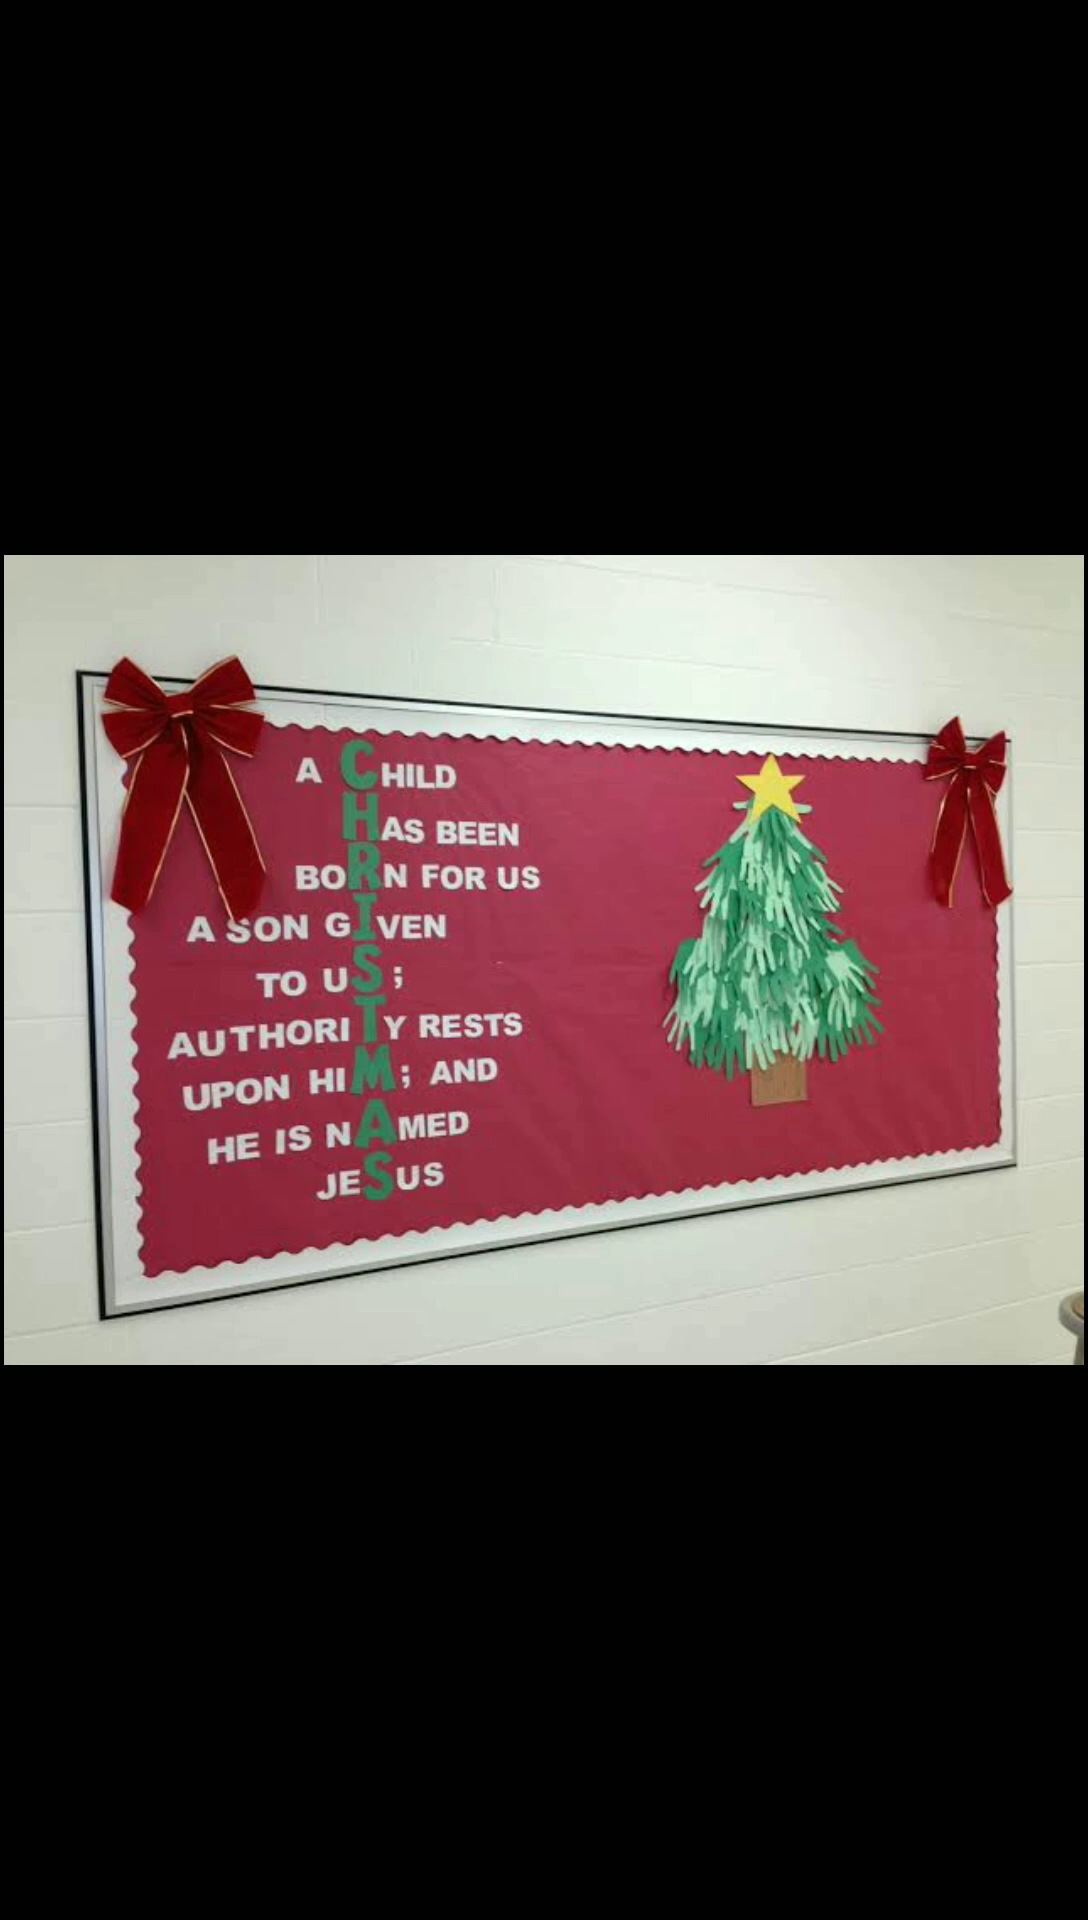 A CHILD
HAS BEEN
BORN FOR US
A SON GIVEN
TO US;
AUTHORITY RESTS
UPON HIM; AND
HE IS NAMED
JESUS